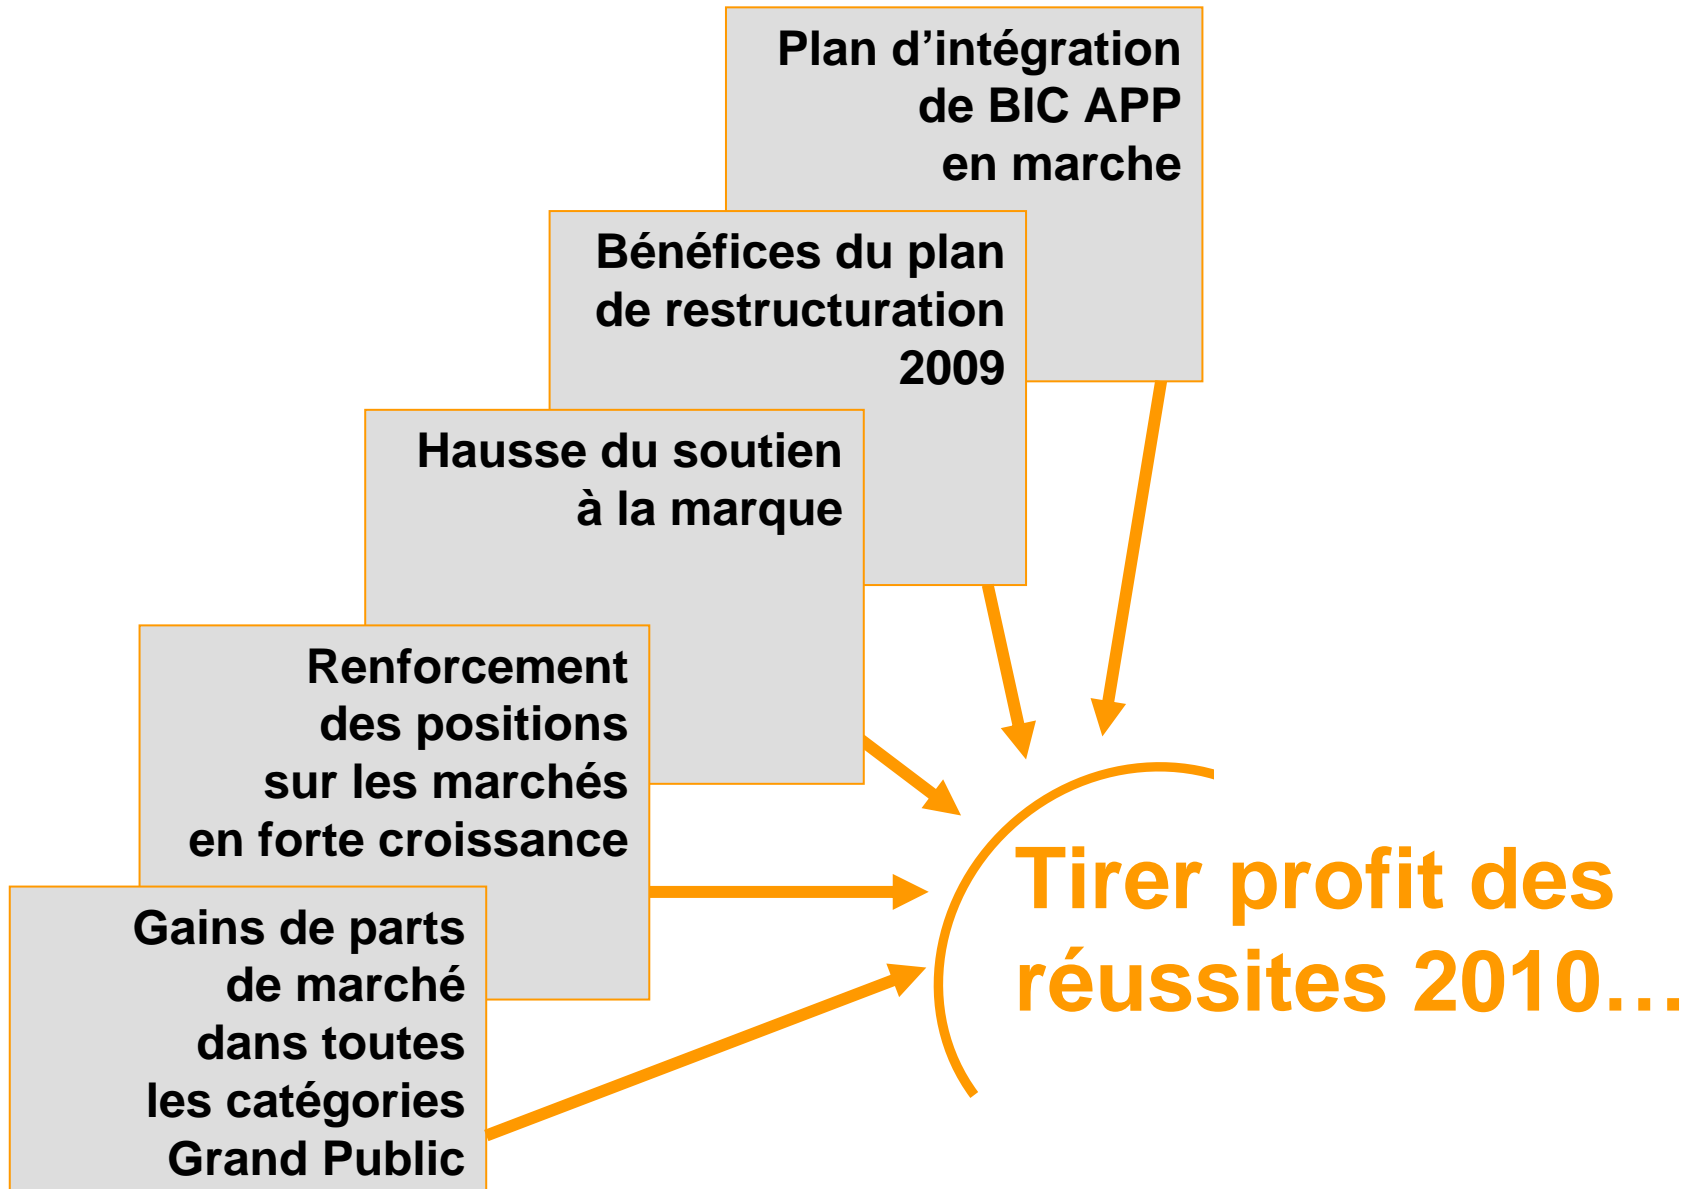 Plan d’intégration
de BIC APP
en marche
Bénéfices du plan
de restructuration
2009
Hausse du soutien
à la marque
Renforcement
des positions
sur les marchés
en forte croissance
Gains de parts
de marché
dans toutes
les catégories
Grand Public
Tirer profit des
réussites 2010…